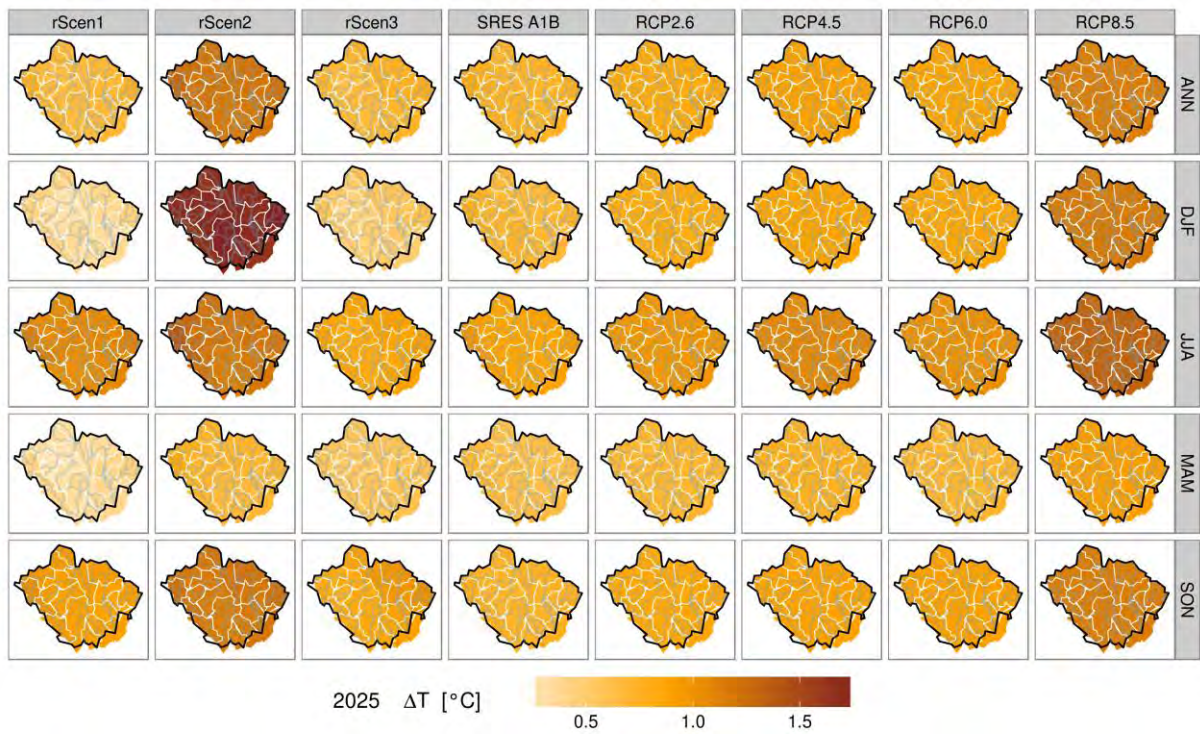 rScen1 rScen2 rScen3 SRES A1B RCP2.6 RCP4.5 RCP6.0 RCP8.5
ANN
DJF
JJA
MAM
SON
2025 ΔT [°C]
0.5 1.0 1.5